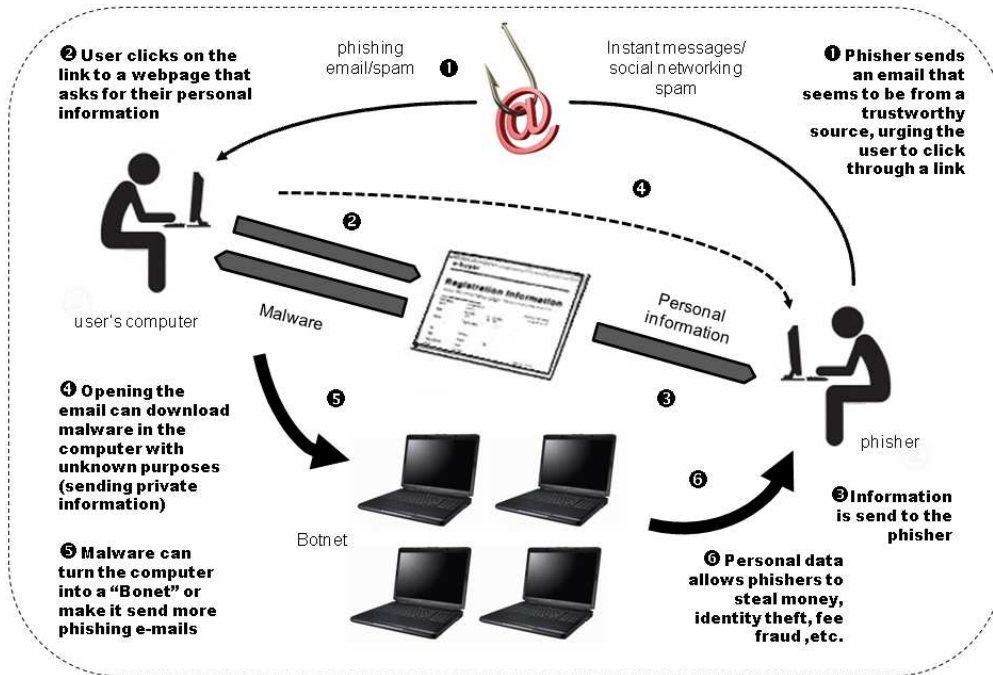 ❷ User clicks on the
link to a webpage that
asks for their personal
information
phishing
email/spam
❶
Instant messages/
social networking
spam
❶ Phisher sends
an email that
seems to be from a
trustworthy
source, urging the
user to click
through a link
@
❹
❷
user's computer
Malware
Registration Information
Personal
information
❸
phisher
❹ Opening the
email can download
malware in the
computer with
unknown purposes
(sending private
information)
❺
❺ Malware can
turn the computer
into a “Bonet” or
make it send more
phishing e-mails
Botnet
❻
❸ Information
is send to the
phisher
❻ Personal data
allows phishers to
steal money,
identity theft, fee
fraud ,etc.